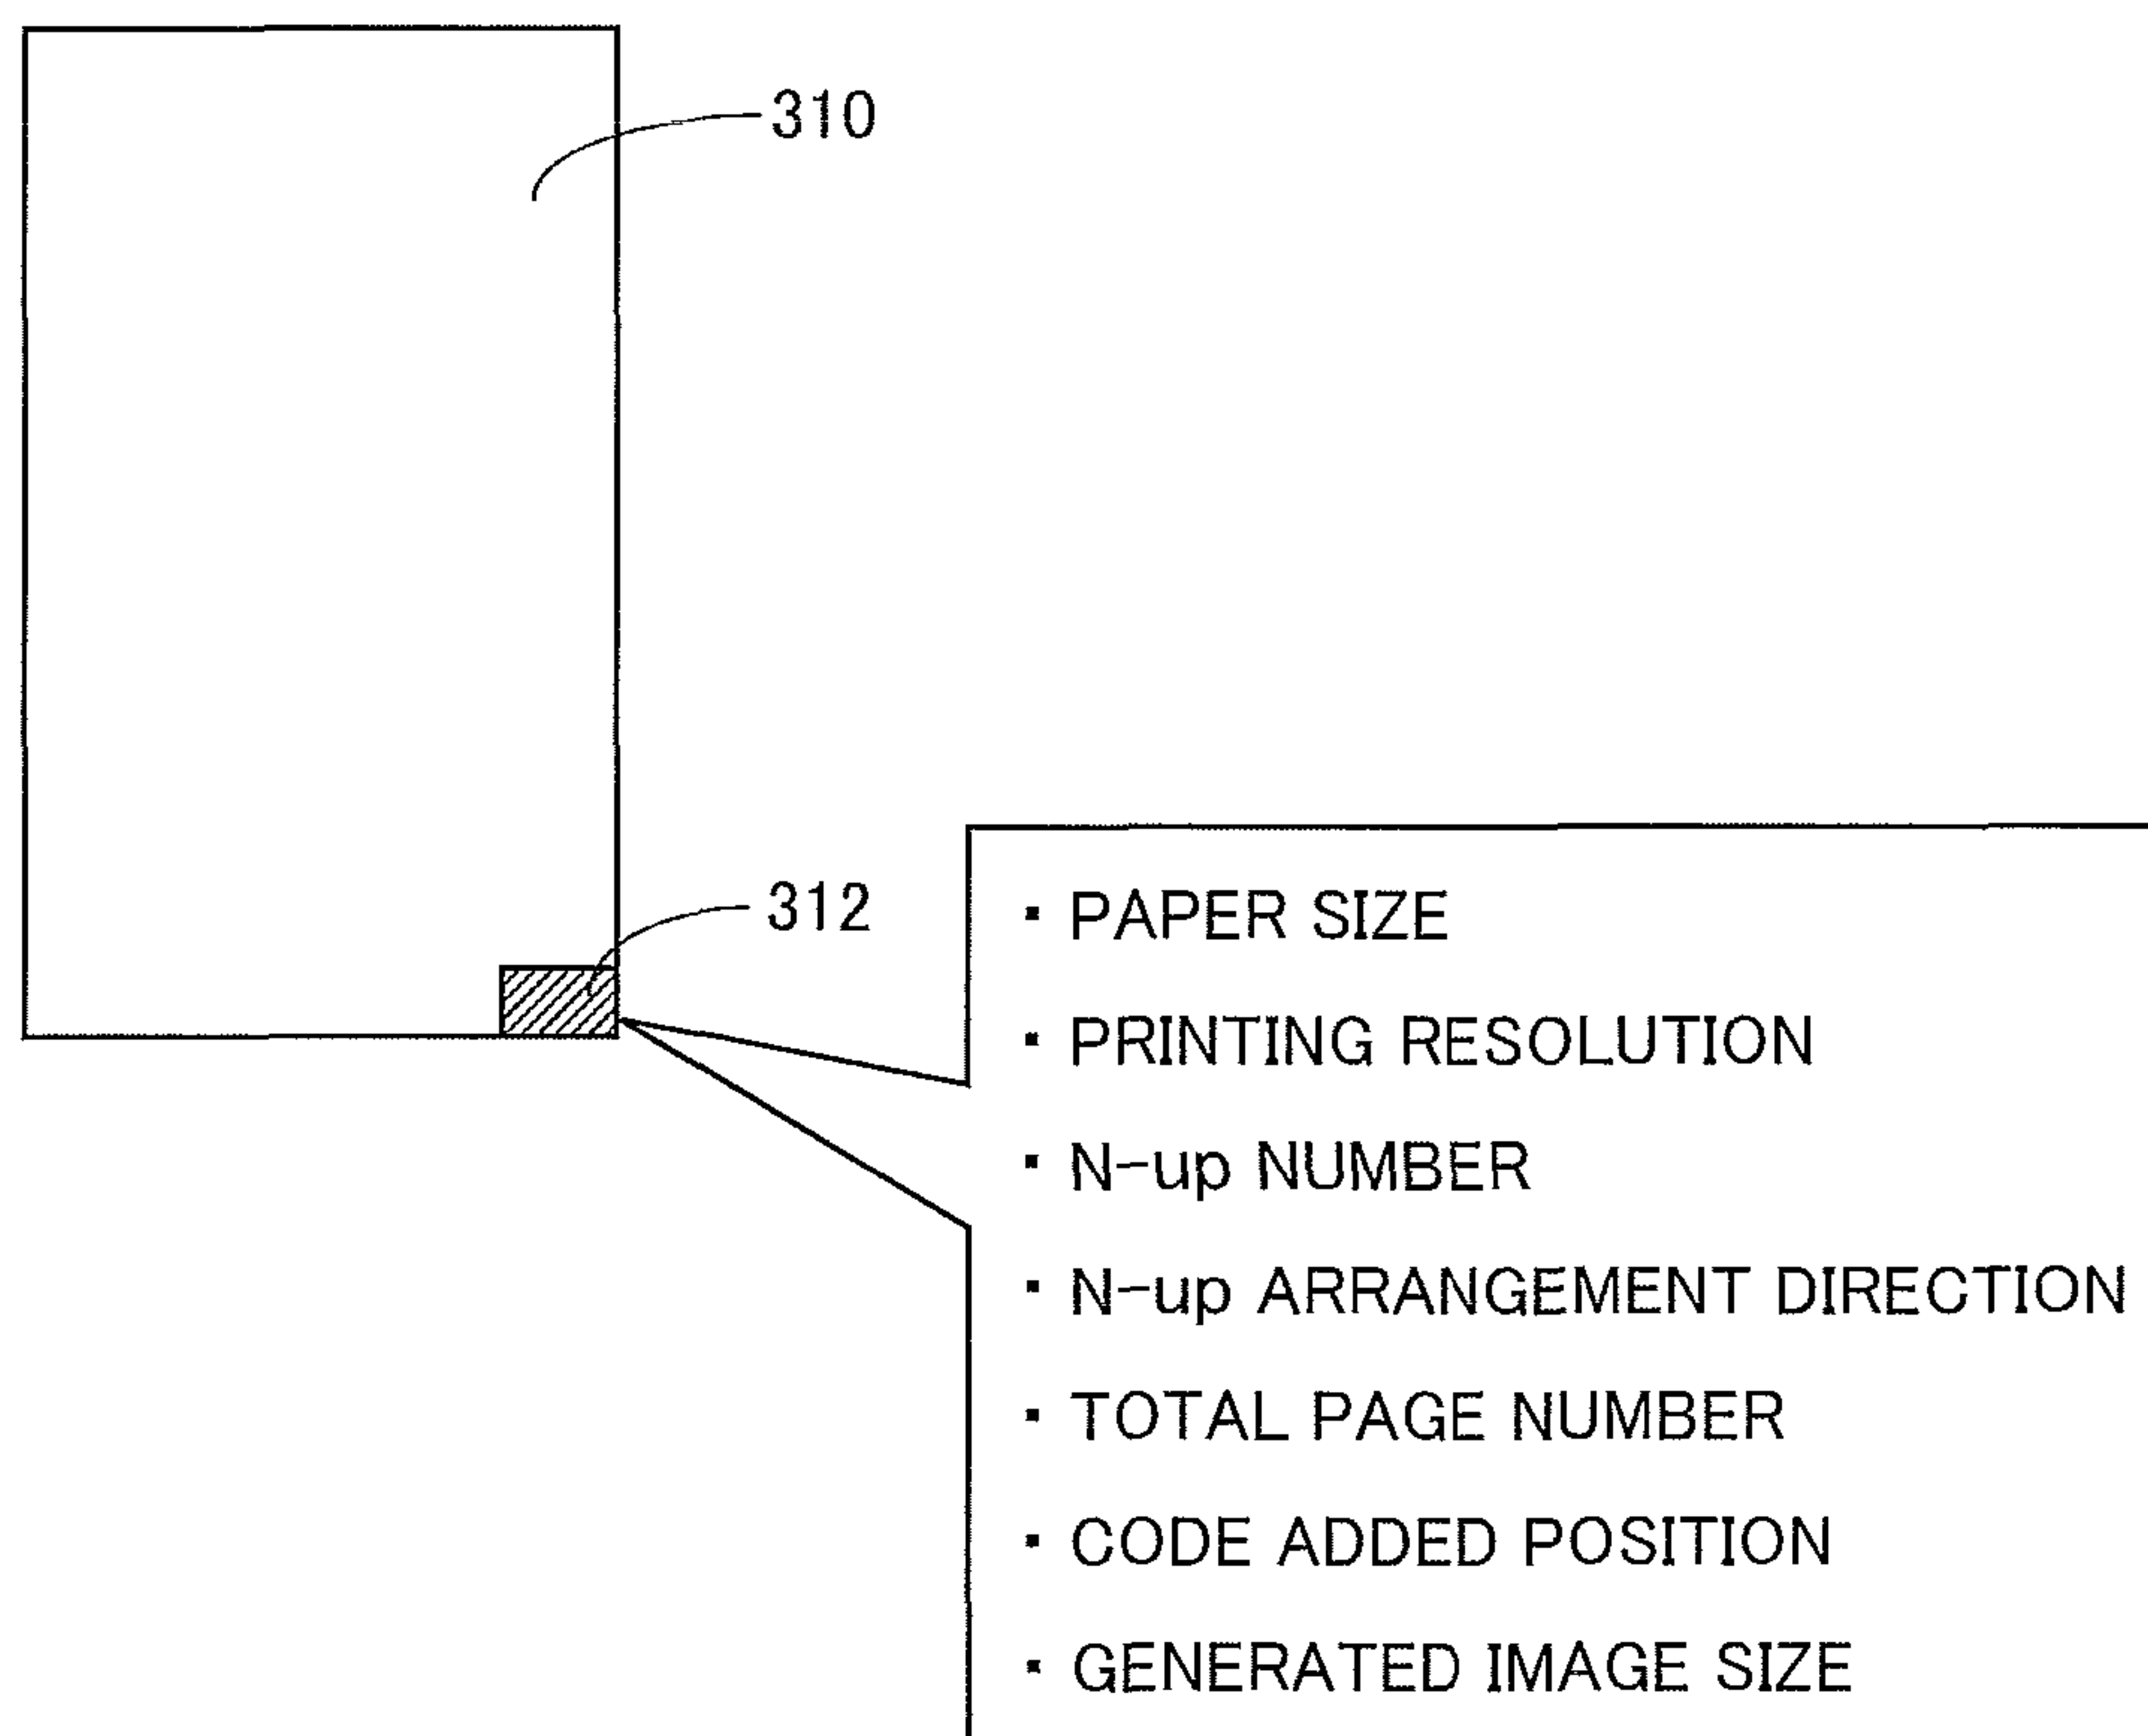 310
312
▪ PAPER SIZE
▪ PRINTING RESOLUTION
▪ N-up NUMBER
▪ N-up ARRANGEMENT DIRECTION
▪ TOTAL PAGE NUMBER
▪ CODE ADDED POSITION
▪ GENERATED IMAGE SIZE